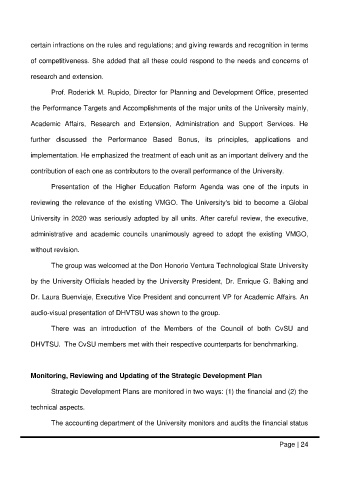 certain infractions on the rules and regulations; and giving rewards and recognition in terms
of competitiveness. She added that all these could respond to the needs and concerns of
research and extension.
Prof. Roderick M. Rupido, Director for Planning and Development Office, presented
the Performance Targets and Accomplishments of the major units of the University mainly,
Academic Affairs, Research and Extension, Administration and Support Services. He
further discussed the Performance Based Bonus, its principles, applications and
implementation. He emphasized the treatment of each unit as an important delivery and the
contribution of each one as contributors to the overall performance of the University.
Presentation of the Higher Education Reform Agenda was one of the inputs in
reviewing the relevance of the existing VMGO. The University's bid to become a Global
University in 2020 was seriously adopted by all units. After careful review, the executive,
administrative and academic councils unanimously agreed to adopt the existing VMGO,
without revision.
The group was welcomed at the Don Honorio Ventura Technological State University
by the University Officials headed by the University President, Dr. Enrique G. Baking and
Dr. Laura Buenviaje, Executive Vice President and concurrent VP for Academic Affairs. An
audio-visual presentation of DHVTSU was shown to the group.
There was an introduction of the Members of the Council of both CvSU and
DHVTSU. The CvSU members met with their respective counterparts for benchmarking.
Monitoring, Reviewing and Updating of the Strategic Development Plan
Strategic Development Plans are monitored in two ways: (1) the financial and (2) the
technical aspects.
The accounting department of the University monitors and audits the financial status
Page | 24